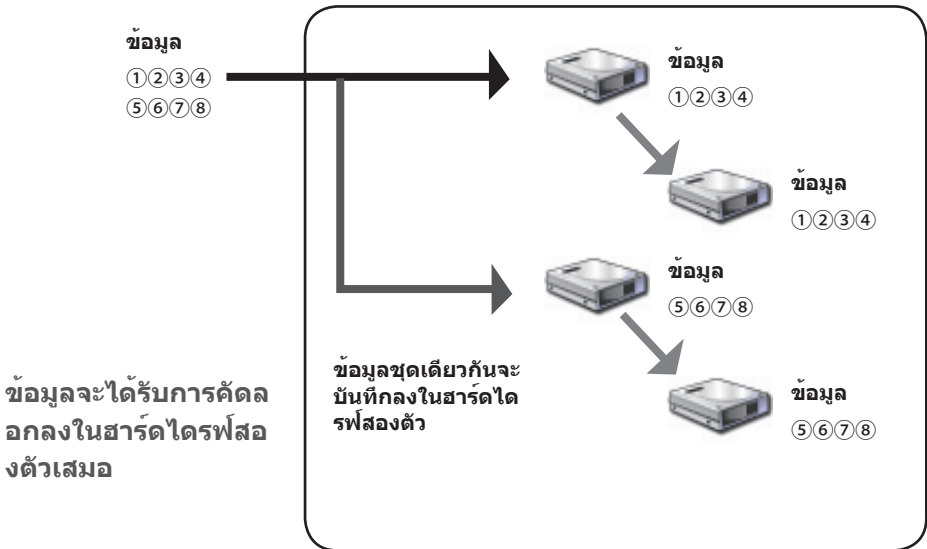 ข้อมูล
①②③④
⑤⑥⑦⑧
ข้อมูล
①②③④
ข้อมูล
①②③④
ข้อมูล
⑤⑥⑦⑧
ข้อมูล
⑤⑥⑦⑧
ข้อมูลชุดเดียวกันจะ
บันทึกลงในฮาร์ดได
รฟ์สองตัว
ข้อมูลจะได้รับการคัดล
อกลงในฮาร์ดไดรฟ์สอ
งตัวเสมอ